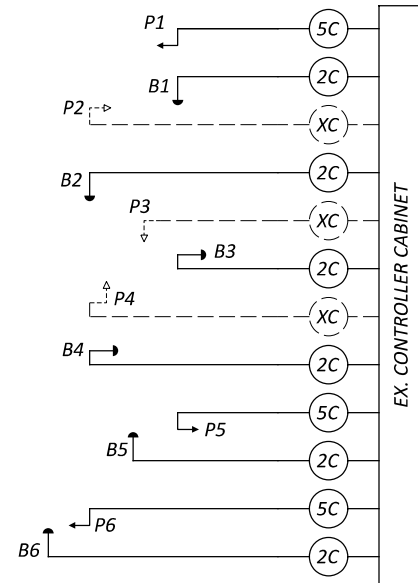 P1
5C
B1
2C
P2
XC
B2
2C
P3
XC
B3
2C
P4
XC
B4
2C
P5
5C
B5
2C
P6
5C
B6
2C
EX. CONTROLLER CABINET